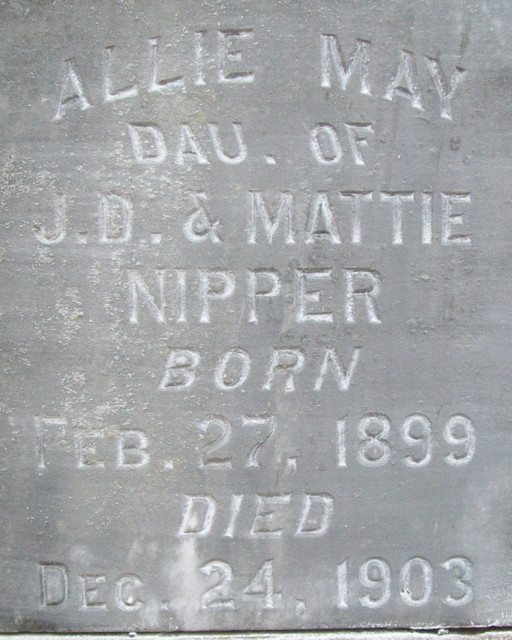 ALLIE MAY
DAU. OF
J.D. & MATTIE
NIPPER
BORN
FEB. 27, 1899
DIED
DEC. 24, 1903